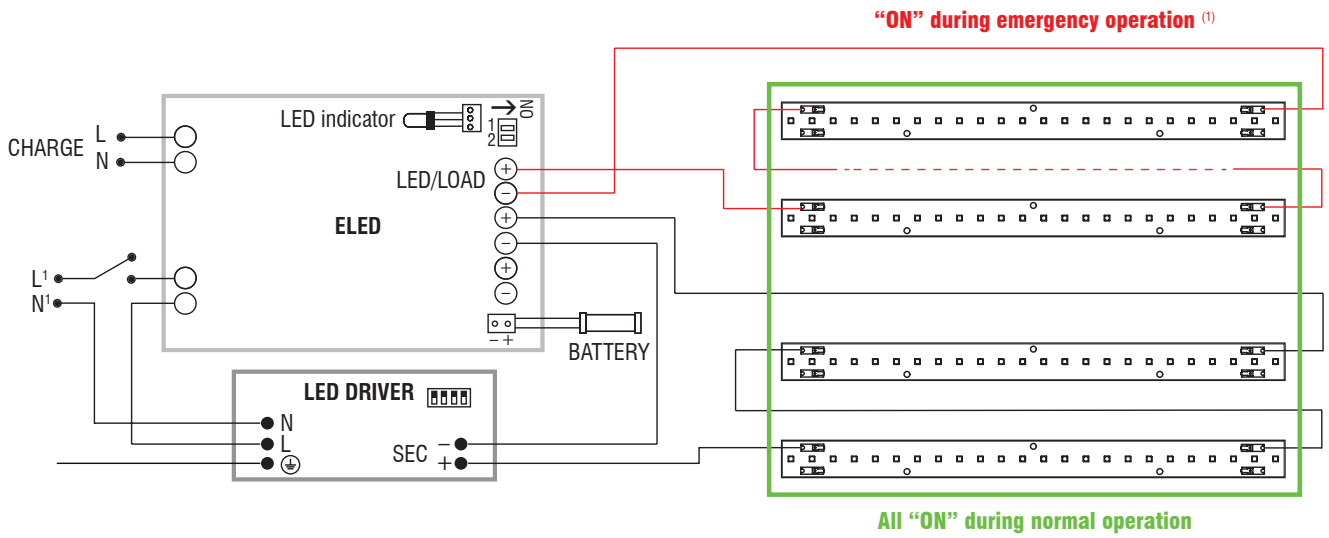 “ON” during emergency operation (1)
LED indicator
ON
1
2
CHARGE
L
N
LED/LOAD
+
−
+
−
+
−
ELED
L¹
N¹
− +
BATTERY
LED DRIVER
N
L
SEC
−
+
All “ON” during normal operation